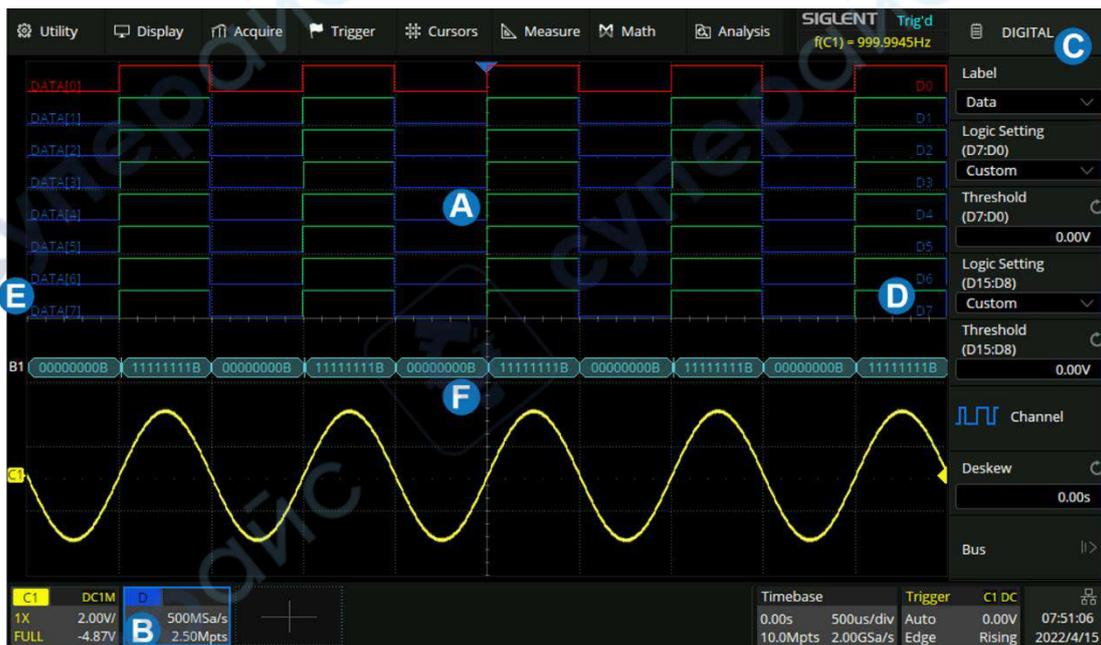 Utility Display Acquire Trigger Cursors Measure Math Analysis
SIGLENT Trig'd
f(C1) = 999.9945Hz
DIGITAL
C
DATA[0] D0
DATA[1] D1
DATA[2] D2
DATA[3] D3
A
DATA[4] D4
DATA[5] D5
DATA[6] D6
E D
DATA[7] D7
B1 00000000B 11111111B 00000000B 11111111B 00000000B 11111111B 00000000B 11111111B 00000000B 11111111B
F
C1
Label
Data
Logic Setting
(D7:D0)
Custom
Threshold
(D7:D0)
0.00V
Logic Setting
(D15:D8)
Custom
Threshold
(D15:D8)
0.00V
Channel
Deskew
0.00s
Bus
C1 DC1M
1X 2.00V/
FULL -4.87V
D
500MSa/s
B 2.50Mpts
Timebase
0.00s 500us/div
10.0Mpts 2.00GSa/s
Trigger C1 DC
Auto 0.00V
Edge Rising
07:51:06
2022/4/15
суперайс
суперайс